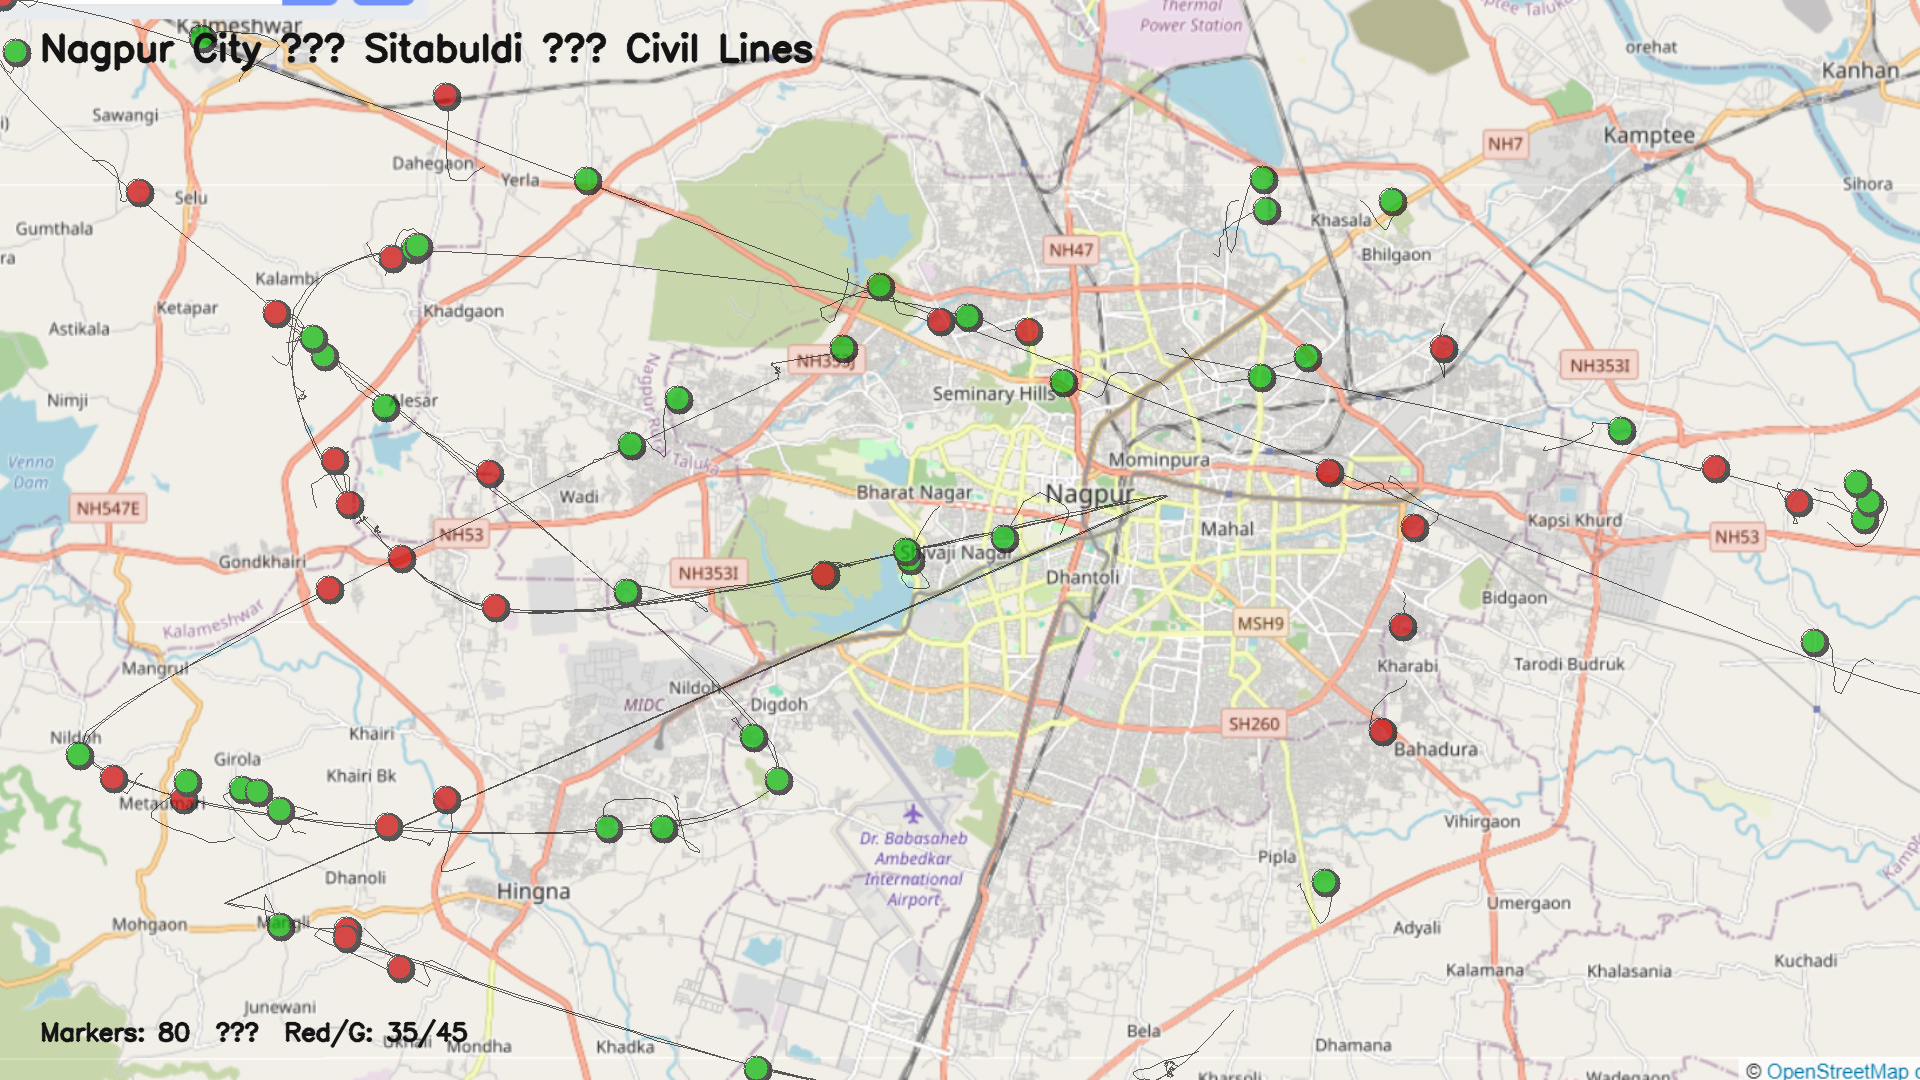 Kalmeshwar
Nagpur City ??? Sitabuldi ??? Civil Lines
Thermal
Power Station
orehat
Kanhan
Sawangi
Kamptee
NH7
Dahegaon
Yerla
Selu
Sihora
Gumthala
Khasala
NH47
Bhilgaon
Kalambi
Ketapar
Khadgaon
Astikala
NH353J
NH353I
Nimji
Alesar
Seminary Hills
Taluka
Mominpura
Venna
Dam
Wadi
Bharat Nagar
Nagpur
NH547E
Mahal
Kapsi Khurd
NH53
NH53
Gondkhairi
Shivaji Nagar
NH353I
Dhantoli
Bidgaon
Kalameshwar
MSH9
Mangrul
Kharabi
Tarodi Budruk
Nildoh
MIDC
Digdoh
SH260
Nildoh
Khairi
Bahadura
Girola
Khairi Bk
Metaumari
Vihirgaon
Dr. Babasaheb
Ambedkar
International
Airport
Pipla
Dhanoli
Hingna
Umergaon
Mohgaon
Mangli
Adyali
Kalamana
Khalasania
Kuchadi
Junewani
Markers: 80 ??? Red/G: 35/45
Mondha
Khadka
Bela
Dhamana
Kharsoli
Wadegaon
© OpenStreetMap